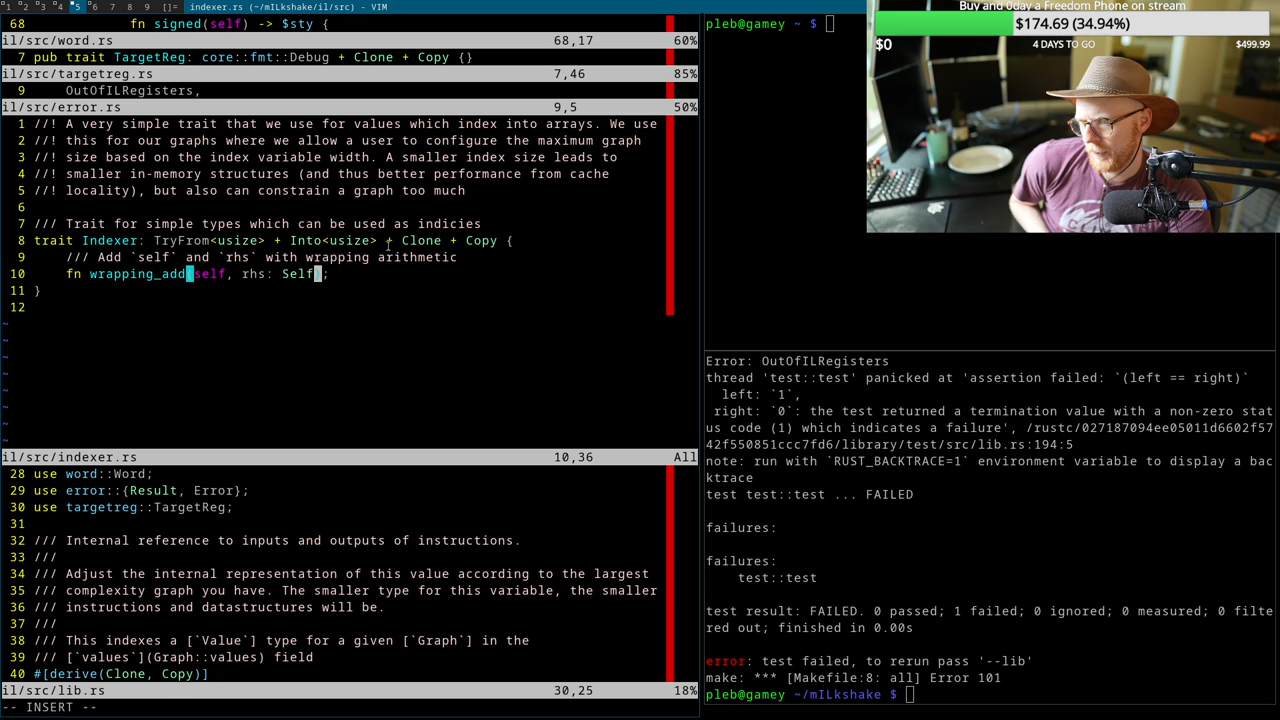 1 2 3 4 5 6 7 8 9 []= indexer.rs (~/mILkshake/il/src) - VIM
68 fn signed(self) -> $sty {
il/src/word.rs 68,17 60%
7 pub trait TargetReg: core::fmt::Debug + Clone + Copy {}
il/src/targetreg.rs 7,46 85%
9 OutOfILRegisters,
il/src/error.rs 9,5 50%
1 //! A very simple trait that we use for values which index into arrays. We use
2 //! this for our graphs where we allow a user to configure the maximum graph
3 //! size based on the index variable width. A smaller index size leads to
4 //! smaller in-memory structures (and thus better performance from cache
5 //! locality), but also can constrain a graph too much
6
7 /// Trait for simple types which can be used as indicies
8 trait Indexer: TryFrom<usize> + Into<usize> + Clone + Copy {
9 /// Add `self` and `rhs` with wrapping arithmetic
10 fn wrapping_add(self, rhs: Self);
11 }
12
~
~
~
~
~
~
~
~
il/src/indexer.rs 10,36 All
28 use word::Word;
29 use error::{Result, Error};
30 use targetreg::TargetReg;
31
32 /// Internal reference to inputs and outputs of instructions.
33 ///
34 /// Adjust the internal representation of this value according to the largest
35 /// complexity graph you have. The smaller type for this variable, the smaller
36 /// instructions and datastructures will be.
37 ///
38 /// This indexes a [`Value`] type for a given [`Graph`] in the
39 /// [`values`](Graph::values) field
40 #[derive(Clone, Copy)]
il/src/lib.rs 30,25 18%
-- INSERT --
pleb@gamey ~ $
Buy and 0day a Freedom Phone on stream
$174.69 (34.94%)
$0 4 DAYS TO GO $499.99
Error: OutOfILRegisters
thread 'test::test' panicked at 'assertion failed: `(left == right)`
left: `1`,
right: `0`: the test returned a termination value with a non-zero stat
us code (1) which indicates a failure', /rustc/027187094ee05011d6602f57
42f550851ccc7fd6/library/test/src/lib.rs:194:5
note: run with `RUST_BACKTRACE=1` environment variable to display a bac
ktrace
test test::test ... FAILED
failures:
failures:
test::test
test result: FAILED. 0 passed; 1 failed; 0 ignored; 0 measured; 0 filte
red out; finished in 0.00s
error: test failed, to rerun pass '--lib'
make: *** [Makefile:8: all] Error 101
pleb@gamey ~/mILkshake $